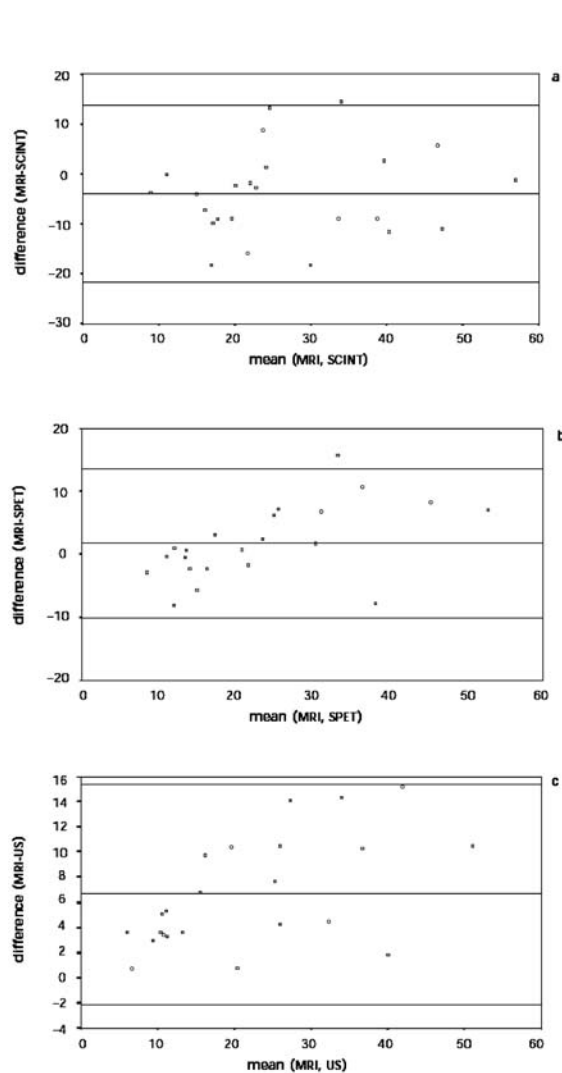 a
20
10
0
−10
−20
−30
difference (MRI-SCINT)
0 10 20 30 40 50 60
mean (MRI, SCINT)
b
20
10
0
−10
−20
difference (MRI-SPET)
0 10 20 30 40 50 60
mean (MRI, SPET)
c
16
14
12
10
8
6
4
2
0
−2
−4
difference (MRI-US)
0 10 20 30 40 50 60
mean (MRI, US)